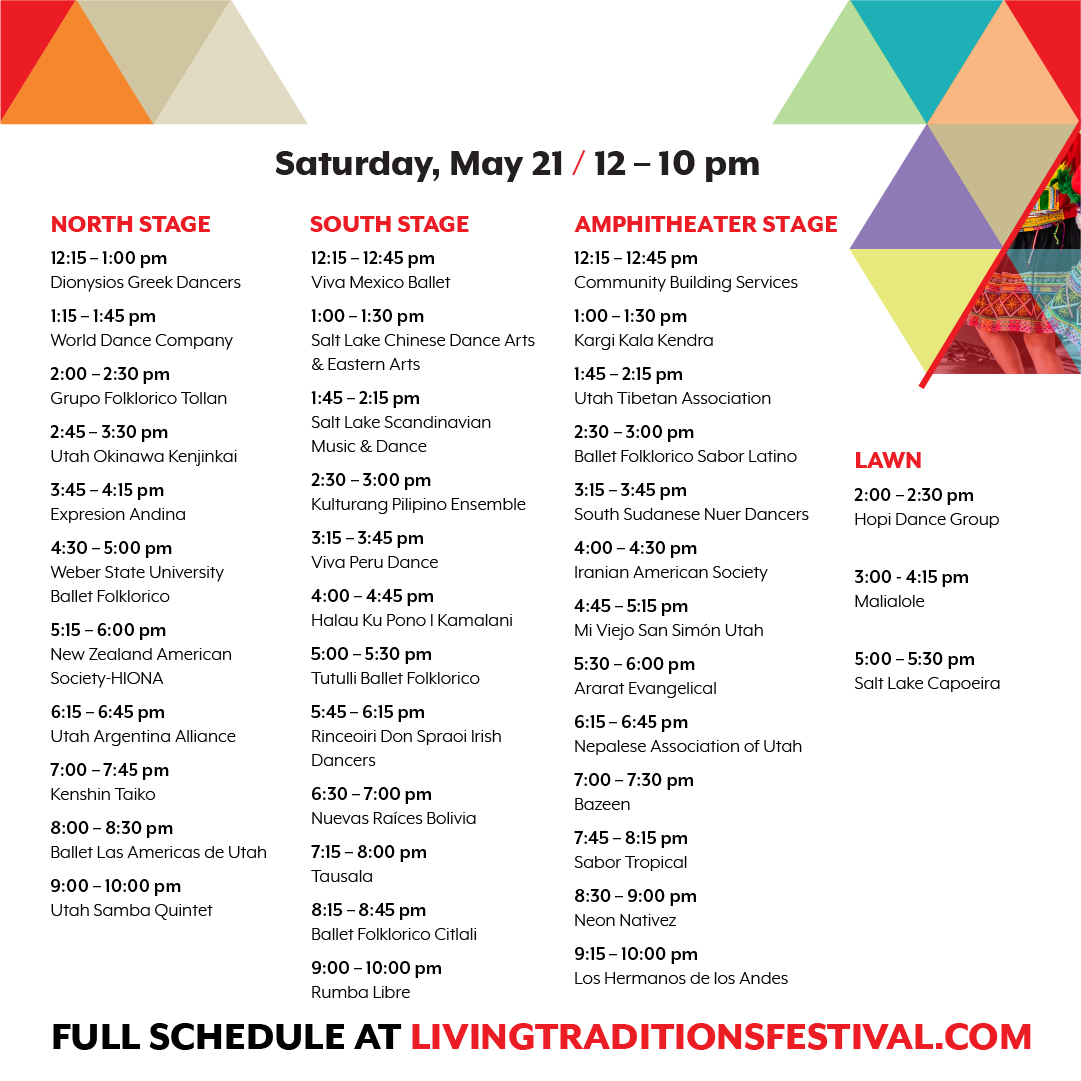 Saturday, May 21 / 12 – 10 pm
NORTH STAGE
12:15 – 1:00 pm
Dionysios Greek Dancers
1:15 – 1:45 pm
World Dance Company
2:00 – 2:30 pm
Grupo Folklorico Tollan
2:45 – 3:30 pm
Utah Okinawa Kenjinkai
3:45 – 4:15 pm
Expresion Andina
4:30 – 5:00 pm
Weber State University
Ballet Folklorico
5:15 – 6:00 pm
New Zealand American
Society-HIONA
6:15 – 6:45 pm
Utah Argentina Alliance
7:00 – 7:45 pm
Kenshin Taiko
8:00 – 8:30 pm
Ballet Las Americas de Utah
9:00 – 10:00 pm
Utah Samba Quintet
SOUTH STAGE
12:15 – 12:45 pm
Viva Mexico Ballet
1:00 – 1:30 pm
Salt Lake Chinese Dance Arts
& Eastern Arts
1:45 – 2:15 pm
Salt Lake Scandinavian
Music & Dance
2:30 – 3:00 pm
Kulturang Pilipino Ensemble
3:15 – 3:45 pm
Viva Peru Dance
4:00 – 4:45 pm
Halau Ku Pono I Kamalani
5:00 – 5:30 pm
Tutulli Ballet Folklorico
5:45 – 6:15 pm
Rinceoiri Don Spraoi Irish
Dancers
6:30 – 7:00 pm
Nuevas Raíces Bolivia
7:15 – 8:00 pm
Tausala
8:15 – 8:45 pm
Ballet Folklorico Citlali
9:00 – 10:00 pm
Rumba Libre
AMPHITHEATER STAGE
12:15 – 12:45 pm
Community Building Services
1:00 – 1:30 pm
Kargi Kala Kendra
1:45 – 2:15 pm
Utah Tibetan Association
2:30 – 3:00 pm
Ballet Folklorico Sabor Latino
3:15 – 3:45 pm
South Sudanese Nuer Dancers
4:00 – 4:30 pm
Iranian American Society
4:45 – 5:15 pm
Mi Viejo San Simón Utah
5:30 – 6:00 pm
Ararat Evangelical
6:15 – 6:45 pm
Nepalese Association of Utah
7:00 – 7:30 pm
Bazeen
7:45 – 8:15 pm
Sabor Tropical
8:30 – 9:00 pm
Neon Nativez
9:15 – 10:00 pm
Los Hermanos de los Andes
LAWN
2:00 – 2:30 pm
Hopi Dance Group
3:00 - 4:15 pm
Malialole
5:00 – 5:30 pm
Salt Lake Capoeira
FULL SCHEDULE AT LIVINGTRADITIONSFESTIVAL.COM